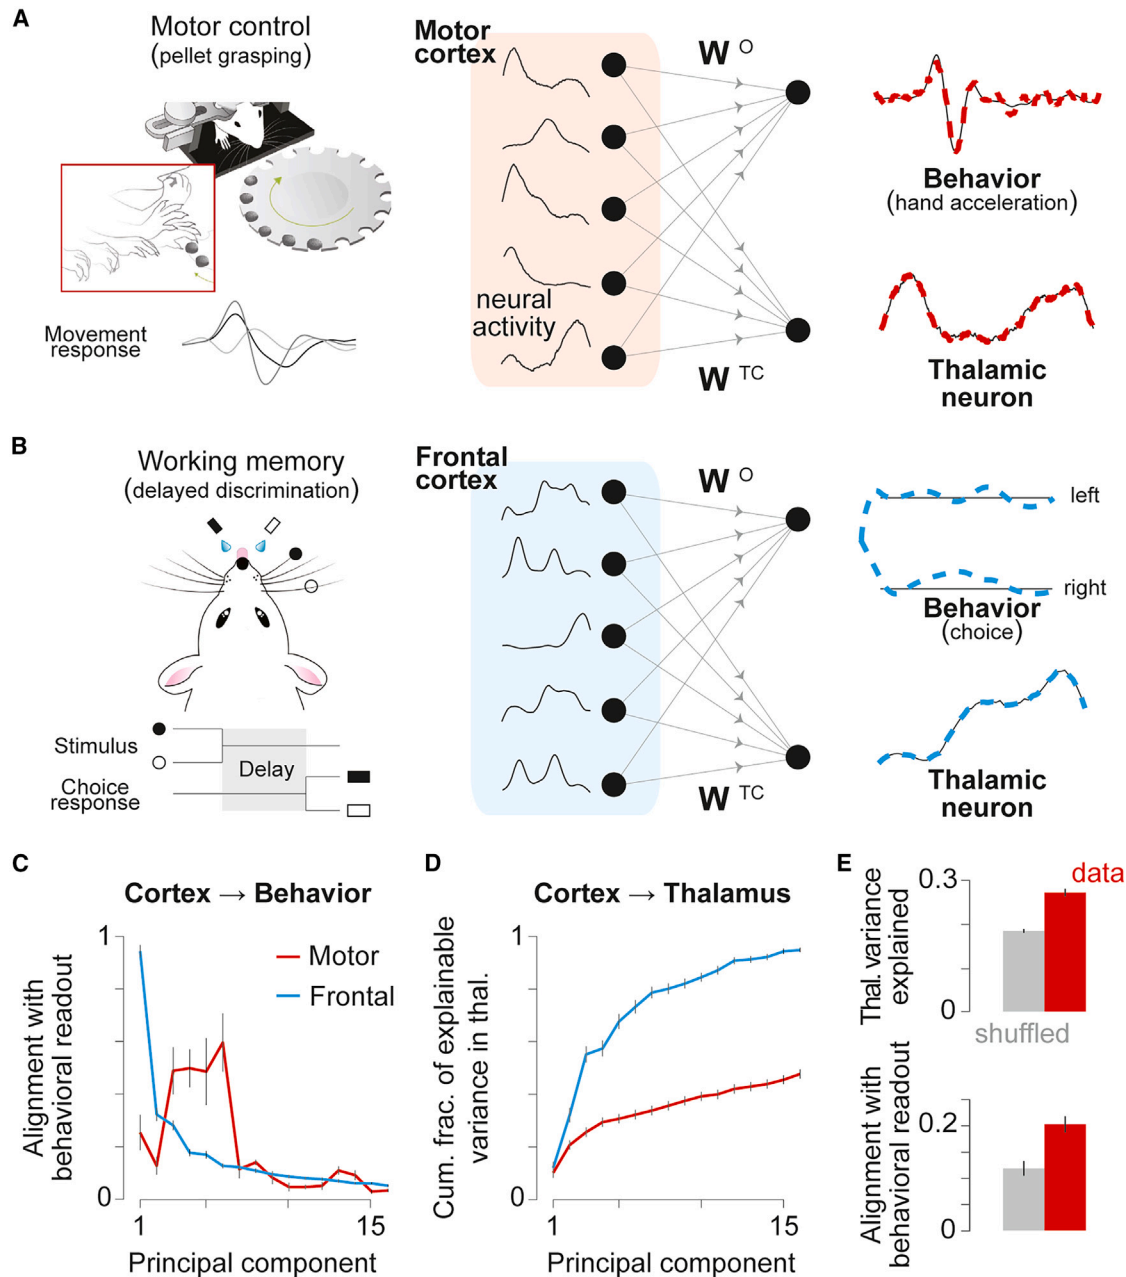 A
Motor control
(pellet grasping)
Movement
response
Motor
cortex
neural
activity
W O
W TC
Behavior
(hand acceleration)
Thalamic
neuron
B
Working memory
(delayed discrimination)
Stimulus
Delay
Choice
response
Frontal
cortex
W O
W TC
left
right
Behavior
(choice)
Thalamic
neuron
C
Cortex → Behavior
Alignment with
behavioral readout
1
0
Motor
Frontal
1
15
Principal component
D
Cortex → Thalamus
Cum. frac. of explainable
variance in thal.
1
0
1
15
Principal component
E
Thal. variance
explained
0.3
0
data
shuffled
Alignment with
behavioral readout
0.2
0